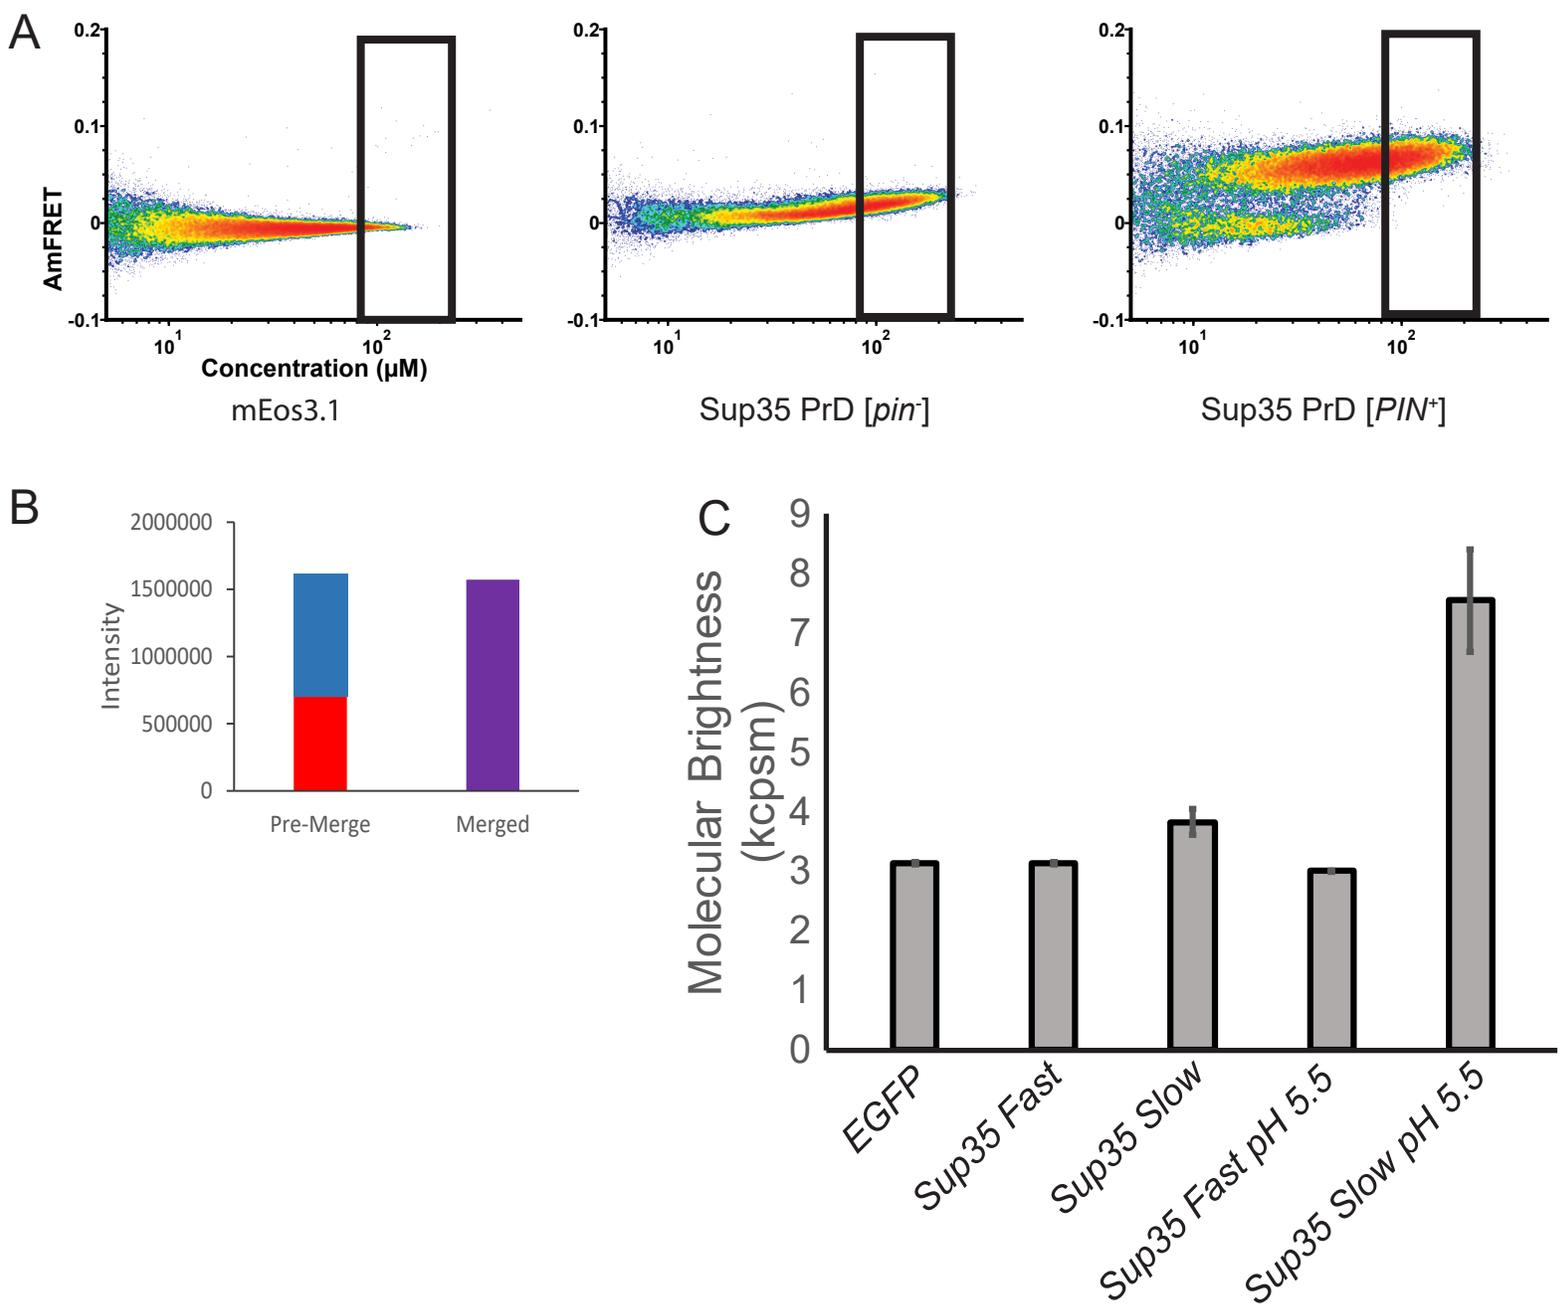 A
0.2
0.1
0
-0.1
AmFRET
10¹
10²
Concentration (µM)
mEos3.1
0.2
0.1
0
-0.1
10¹
10²
Sup35 PrD [pin⁻]
0.2
0.1
0
-0.1
10¹
10²
Sup35 PrD [PIN⁺]
B
2000000
1500000
1000000
500000
0
Intensity
Pre-Merge
Merged
C
9
8
7
6
5
4
3
2
1
0
Molecular Brightness
(kcpsm)
EGFP
Sup35 Fast
Sup35 Slow
Sup35 Fast pH 5.5
Sup35 Slow pH 5.5